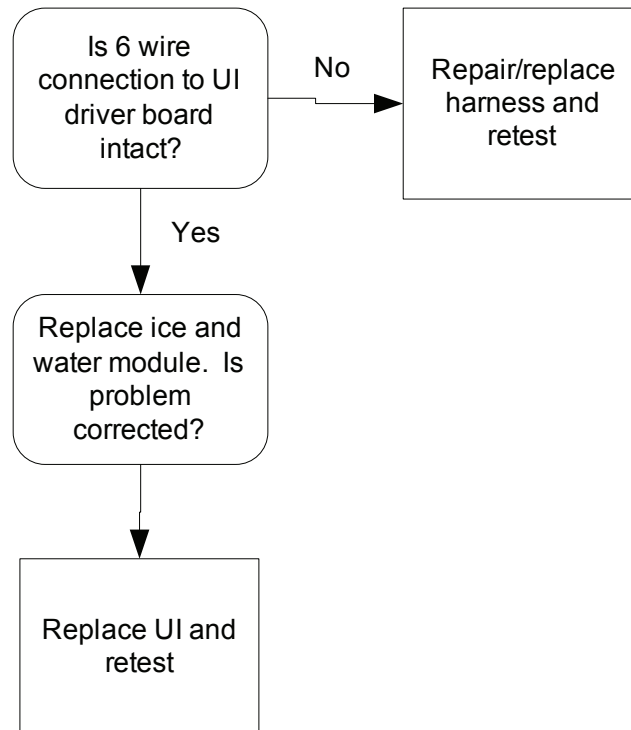 Is 6 wire
connection to UI
driver board
intact?
No
Repair/replace
harness and
retest
Yes
Replace ice and
water module.  Is
problem
corrected?
Replace UI and
retest